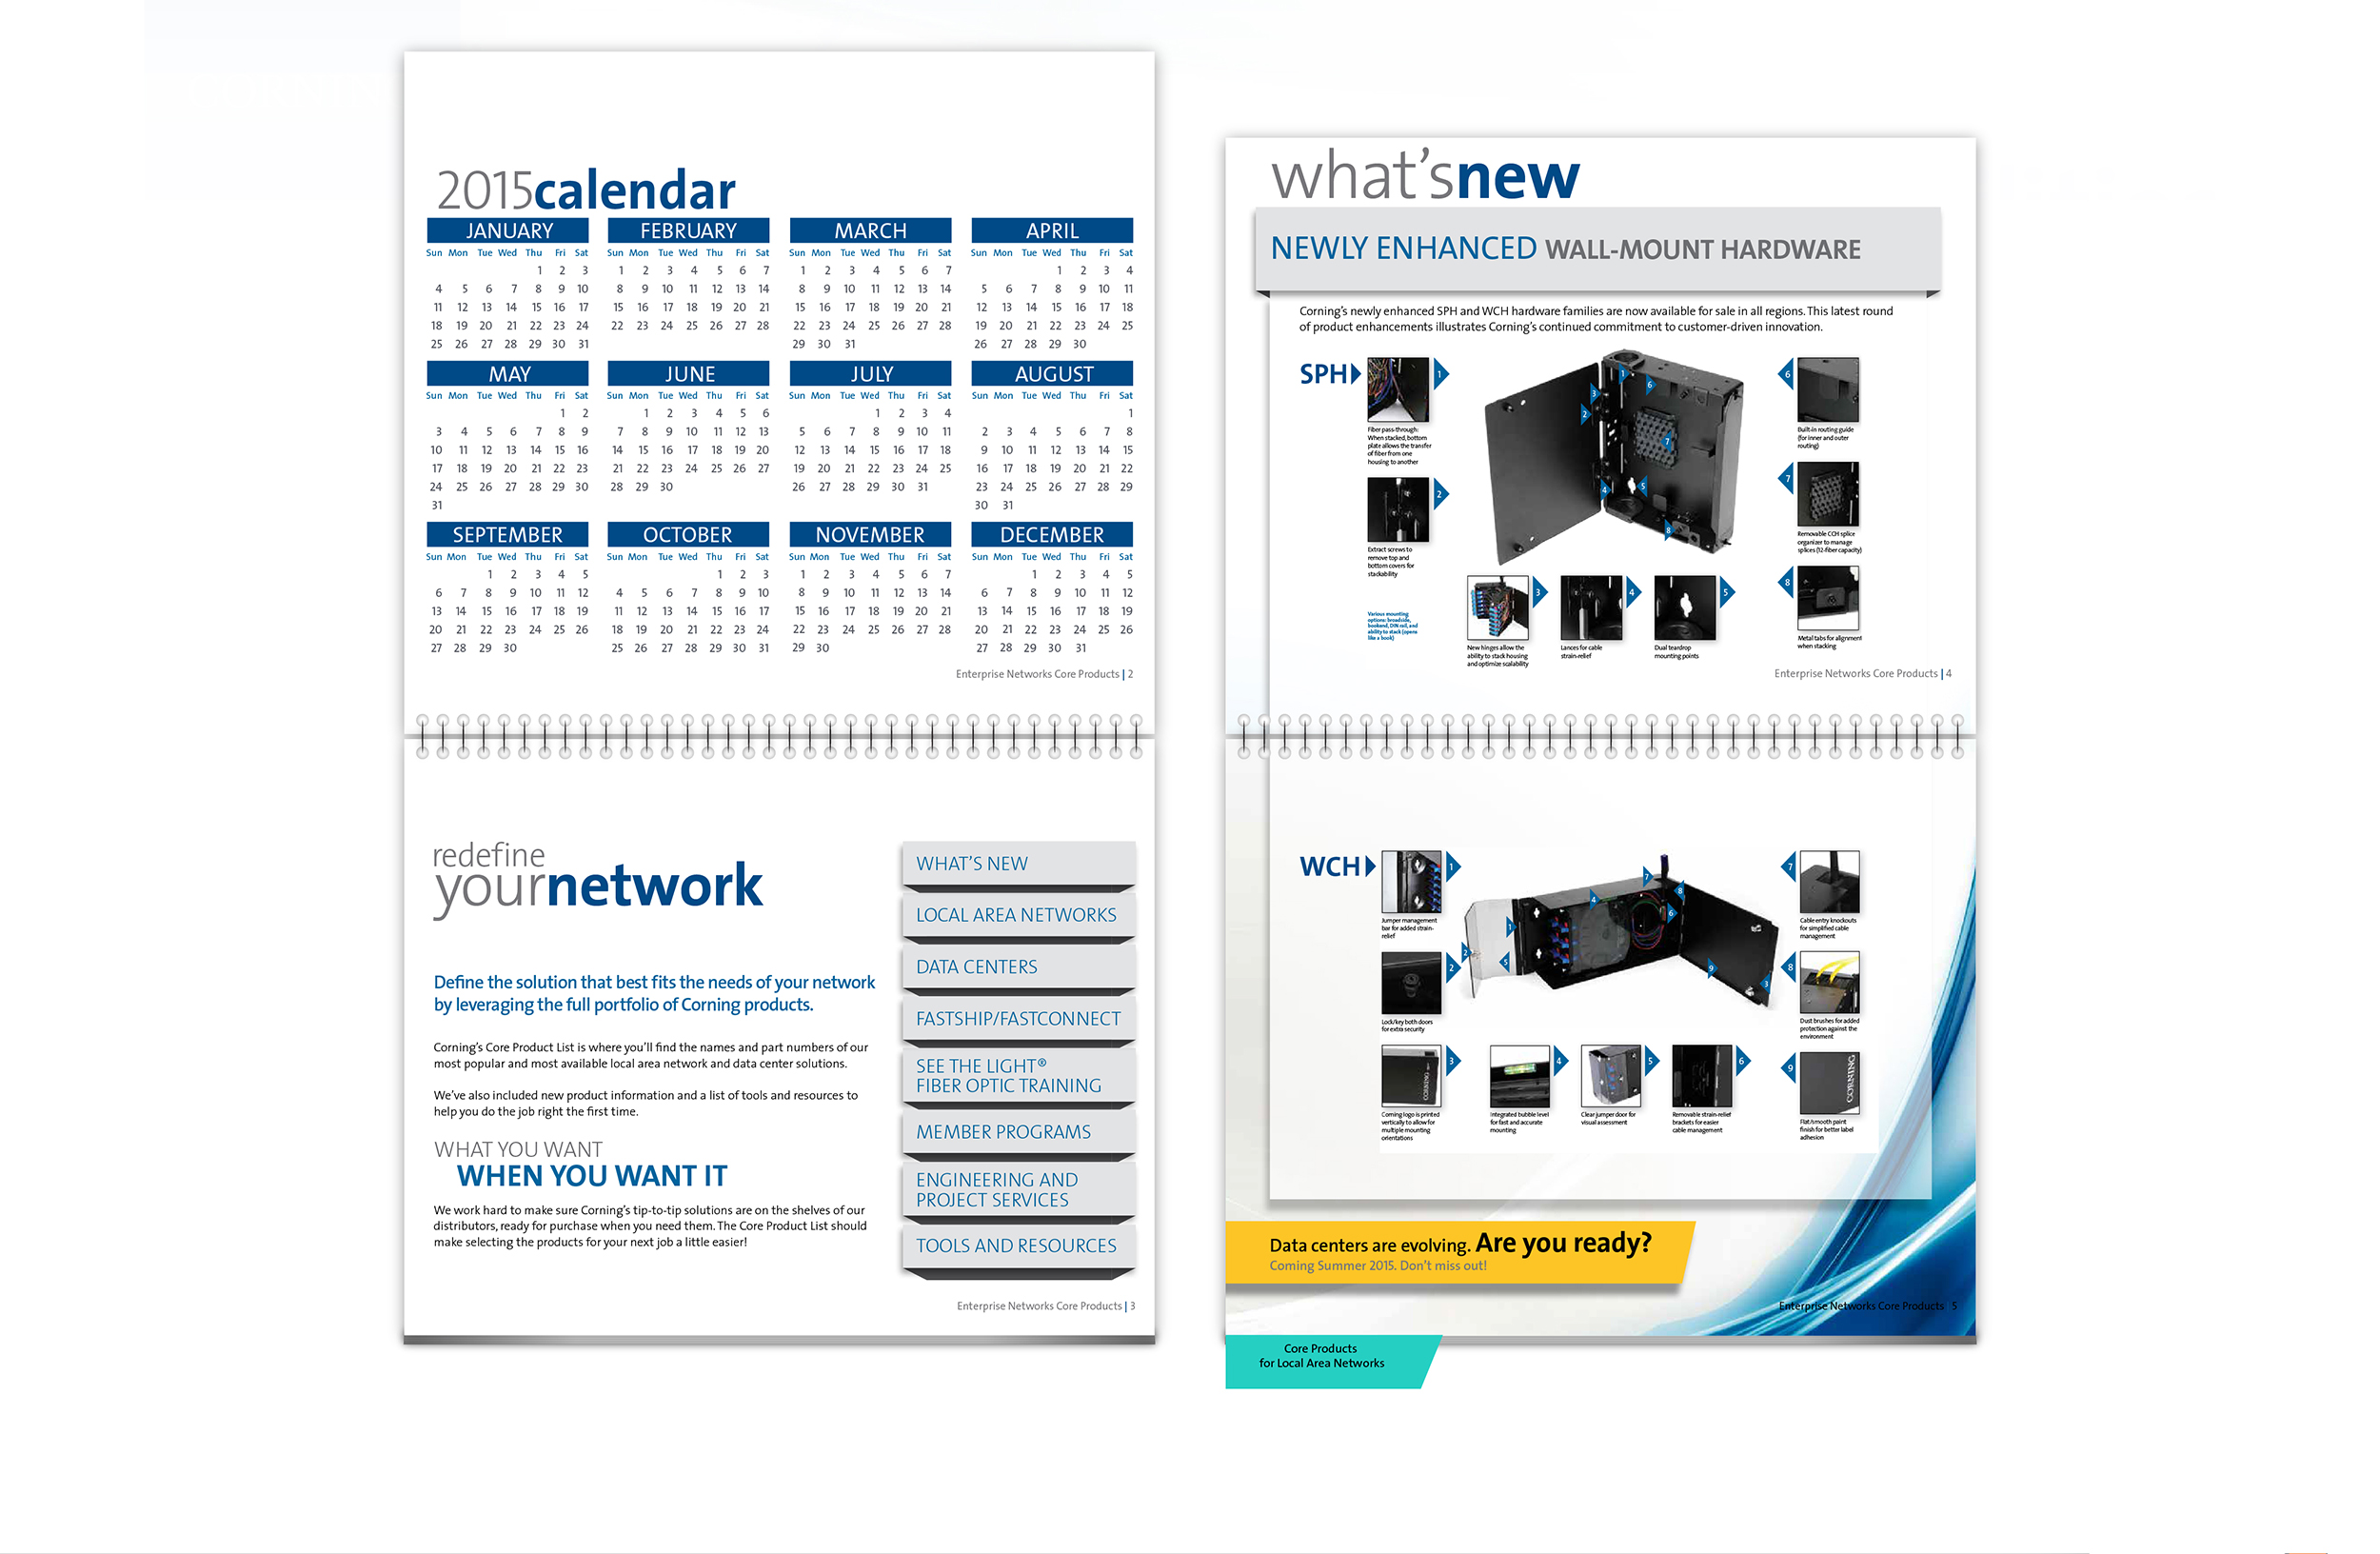 2015calendar
JANUARY
Sun Mon Tue Wed Thu Fri Sat
1 2 3
4 5 6 7 8 9 10
11 12 13 14 15 16 17
18 19 20 21 22 23 24
25 26 27 28 29 30 31
FEBRUARY
Sun Mon Tue Wed Thu Fri Sat
1 2 3 4 5 6 7
8 9 10 11 12 13 14
15 16 17 18 19 20 21
22 23 24 25 26 27 28
MARCH
Sun Mon Tue Wed Thu Fri Sat
1 2 3 4 5 6 7
8 9 10 11 12 13 14
15 16 17 18 19 20 21
22 23 24 25 26 27 28
29 30 31
APRIL
Sun Mon Tue Wed Thu Fri Sat
1 2 3 4
5 6 7 8 9 10 11
12 13 14 15 16 17 18
19 20 21 22 23 24 25
26 27 28 29 30
MAY
Sun Mon Tue Wed Thu Fri Sat
1 2
3 4 5 6 7 8 9
10 11 12 13 14 15 16
17 18 19 20 21 22 23
24 25 26 27 28 29 30
31
JUNE
Sun Mon Tue Wed Thu Fri Sat
1 2 3 4 5 6
7 8 9 10 11 12 13
14 15 16 17 18 19 20
21 22 23 24 25 26 27
28 29 30
JULY
Sun Mon Tue Wed Thu Fri Sat
1 2 3 4
5 6 7 8 9 10 11
12 13 14 15 16 17 18
19 20 21 22 23 24 25
26 27 28 29 30 31
AUGUST
Sun Mon Tue Wed Thu Fri Sat
1
2 3 4 5 6 7 8
9 10 11 12 13 14 15
16 17 18 19 20 21 22
23 24 25 26 27 28 29
30 31
SEPTEMBER
Sun Mon Tue Wed Thu Fri Sat
1 2 3 4 5
6 7 8 9 10 11 12
13 14 15 16 17 18 19
20 21 22 23 24 25 26
27 28 29 30
OCTOBER
Sun Mon Tue Wed Thu Fri Sat
1 2 3
4 5 6 7 8 9 10
11 12 13 14 15 16 17
18 19 20 21 22 23 24
25 26 27 28 29 30 31
NOVEMBER
Sun Mon Tue Wed Thu Fri Sat
1 2 3 4 5 6 7
8 9 10 11 12 13 14
15 16 17 18 19 20 21
22 23 24 25 26 27 28
29 30
DECEMBER
Sun Mon Tue Wed Thu Fri Sat
1 2 3 4 5
6 7 8 9 10 11 12
13 14 15 16 17 18 19
20 21 22 23 24 25 26
27 28 29 30 31
Enterprise Networks Core Products | 2
redefine
yournetwork
Define the solution that best fits the needs of your network
by leveraging the full portfolio of Corning products.
Corning's Core Product List is where you'll find the names and part numbers of our
most popular and most available local area network and data center solutions.
We've also included new product information and a list of tools and resources to
help you do the job right the first time.
WHAT YOU WANT
WHEN YOU WANT IT
We work hard to make sure Corning's tip-to-tip solutions are on the shelves of our
distributors, ready for purchase when you need them. The Core Product List should
make selecting the products for your next job a little easier!
WHAT'S NEW
LOCAL AREA NETWORKS
DATA CENTERS
FASTSHIP/FASTCONNECT
SEE THE LIGHT®
FIBER OPTIC TRAINING
MEMBER PROGRAMS
ENGINEERING AND
PROJECT SERVICES
TOOLS AND RESOURCES
Enterprise Networks Core Products | 3
what'snew
NEWLY ENHANCED WALL-MOUNT HARDWARE
Corning's newly enhanced SPH and WCH hardware families are now available for sale in all regions. This latest round
of product enhancements illustrates Corning's continued commitment to customer-driven innovation.
SPH
1
Fiber pass-through:
When stacked, bottom
plate allows the transfer
of fiber from one
housing to another
2
Extract screws to
remove top and
bottom covers for
stackability
Various mounting
options: broadside,
bookend, DIN rail, and
ability to stack (opens
like a book)
1
6
3
2
7
4
5
8
3
New hinges allow the
ability to stack housing
and optimize scalability
4
Lances for cable
strain-relief
5
Dual teardrop
mounting points
6
Built-in routing guide
(for inner and outer
routing)
7
Removable CCH splice
organizer to manage
splices (12-fiber capacity)
8
Metal tabs for alignment
when stacking
Enterprise Networks Core Products | 4
WCH
1
Jumper management
bar for added strain-
relief
2
Lock/key both doors
for extra security
7
8
4
6
1
2
5
9
3
CORNING
3
Corning logo is printed
vertically to allow for
multiple mounting
orientations
4
Integrated bubble level
for fast and accurate
mounting
5
Clear jumper door for
visual assessment
6
Removable strain-relief
brackets for easier
cable management
7
Cable entry knockouts
for simplified cable
management
8
Dust brushes for added
protection against the
environment
9
CORNING
Flat/smooth paint
finish for better label
adhesion
Data centers are evolving. Are you ready?
Coming Summer 2015. Don't miss out!
Enterprise Networks Core Products 5
Core Products
for Local Area Networks